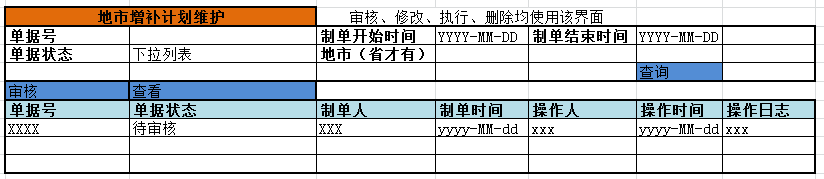 地市增补计划维护 审核、修改、执行、删除均使用该界面
单据号 制单开始时间 YYYY-MM-DD 制单结束时间 YYYY-MM-DD
单据状态 下拉列表 地市（省才有）
查询
审核 查看
单据号 单据状态 制单人 制单时间 操作人 操作时间 操作日志
XXXX 待审核 XXX yyyy-MM-dd xxx yyyy-MM-dd xxx